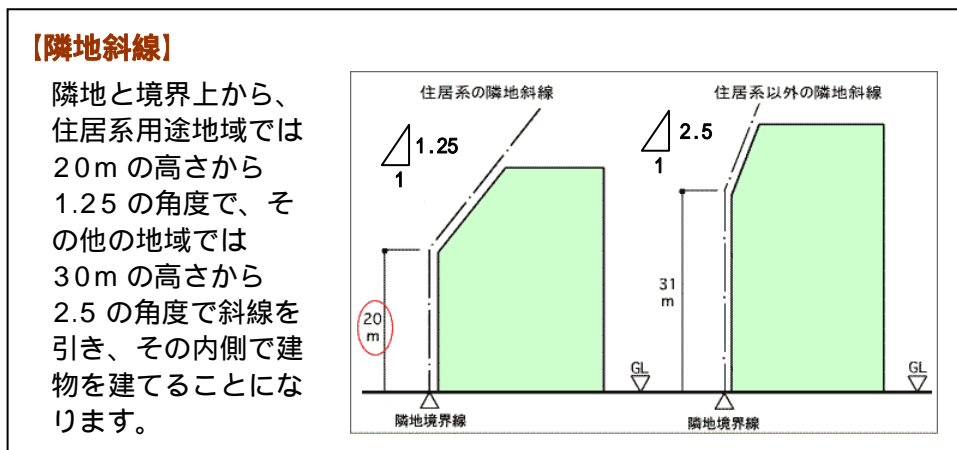 【隣地斜線】
隣地と境界上から、
住居系用途地域では
20m の高さから
1.25 の角度で、そ
の他の地域では
30m の高さから
2.5 の角度で斜線を
引き、その内側で建
物を建てることにな
ります。
住居系の隣地斜線
1.25
1
20
m
GL
隣地境界線
住居系以外の隣地斜線
2.5
1
31
m
GL
隣地境界線